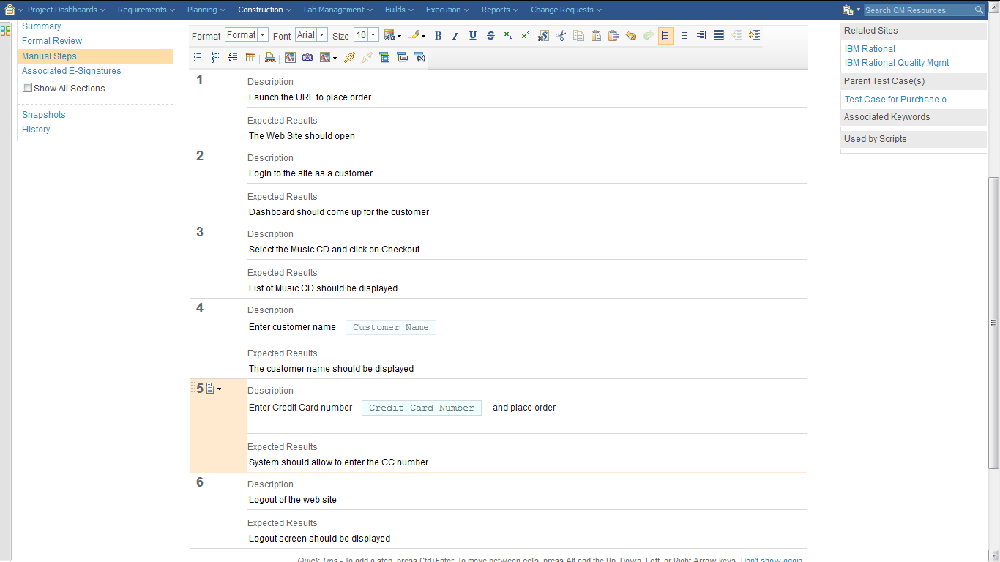 Project Dashboards Requirements Planning Construction Lab Management Builds Execution Reports Change Requests Search QM Resources
Summary
Formal Review
Manual Steps
Associated E-Signatures
Show All Sections
Snapshots
History
Format Format Font Arial Size 10
B I U S
1
Description
Launch the URL to place order
Expected Results
The Web Site should open
2
Description
Login to the site as a customer
Expected Results
Dashboard should come up for the customer
3
Description
Select the Music CD and click on Checkout
Expected Results
List of Music CD should be displayed
4
Description
Enter customer name Customer Name
Expected Results
The customer name should be displayed
5
Description
Enter Credit Card number Credit Card Number and place order
Expected Results
System should allow to enter the CC number
6
Description
Logout of the web site
Expected Results
Logout screen should be displayed
Quick Tips - To add a step, press Ctrl+Enter. To move between cells, press Alt and the Up, Down, Left, or Right Arrow keys. Don't show again
Related Sites
IBM Rational
IBM Rational Quality Mgmt
Parent Test Case(s)
Test Case for Purchase o...
Associated Keywords
Used by Scripts